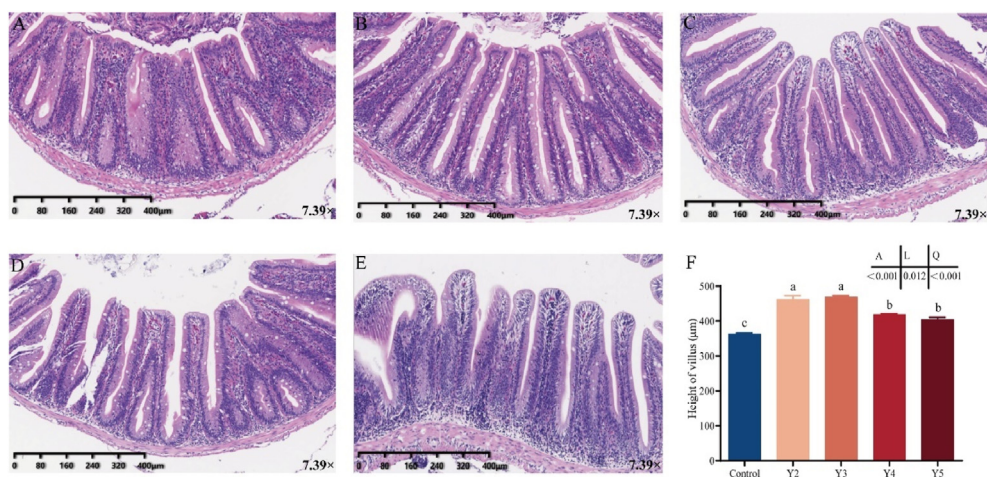 A
0 80 160 240 320 400μm
7.39×
B
0 80 160 240 320 400μm
7.39×
C
0 80 160 240 320 400μm
7.39×
D
0 80 160 240 320 400μm
7.39×
E
0 80 160 240 320 400μm
7.39×
F
A L Q
<0.001 0.012 <0.001
Height of villus (μm)
500
400
300
200
100
0
c a a b b
Control Y2 Y3 Y4 Y5